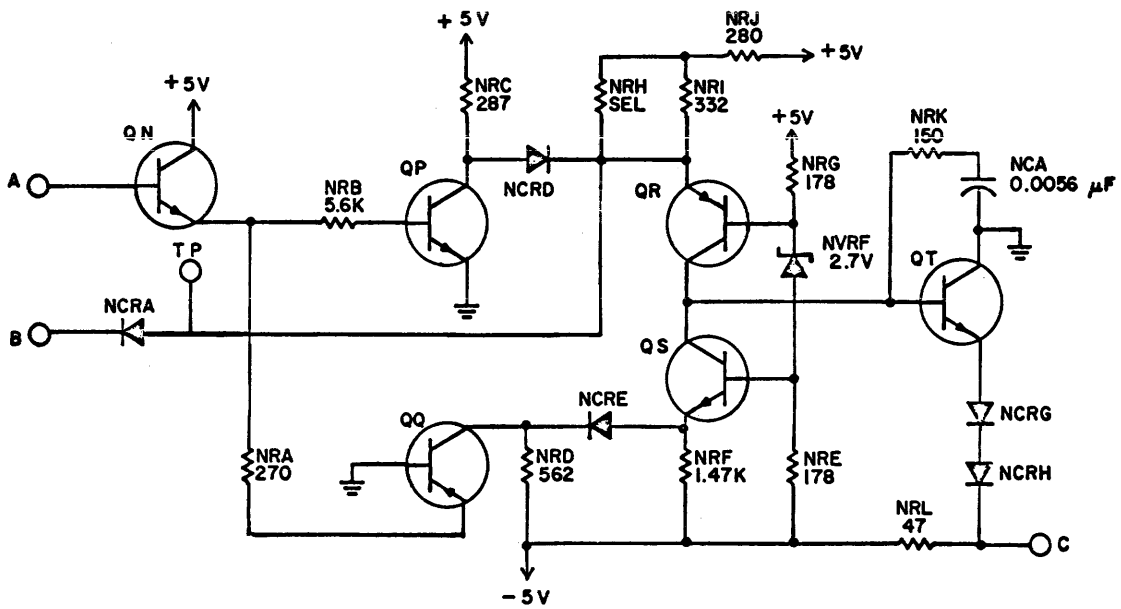 +5V
NRJ
280
+5V
+5V
NRC
287
NRH
SEL
NRI
332
+5V
NRK
150
QN
NCA
0.0056 µF
A
QP
NCRD
QR
NRG
178
NRB
5.6K
TP
NVRF
2.7V
QT
NCRA
B
QS
NCRE
QQ
NCRG
NRA
270
NRD
562
NRF
1.47K
NRE
178
NCRH
NRL
47
C
-5V